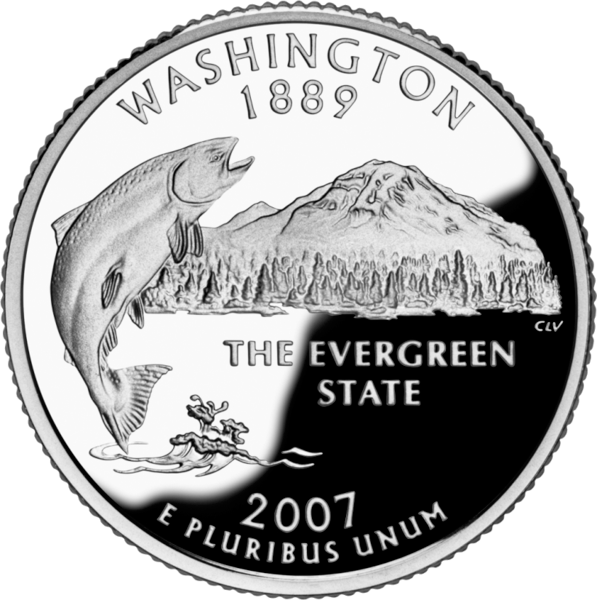 WASHINGTON
1889
CLV
THE EVERGREEN
STATE
2007
E PLURIBUS UNUM